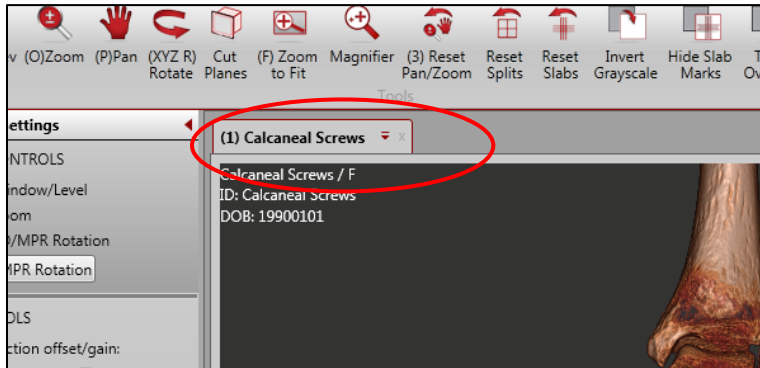 (O)Zoom (P)Pan (XYZ R) Rotate Cut Planes (F) Zoom to Fit Magnifier (3) Reset Pan/Zoom Reset Splits Reset Slabs Invert Grayscale Hide Slab Marks
Tools
ettings
(1) Calcaneal Screws x
NTROLS
indow/Level
oom
D/MPR Rotation
MPR Rotation
OLS
ction offset/gain:
Calcaneal Screws / F
ID: Calcaneal Screws
DOB: 19900101